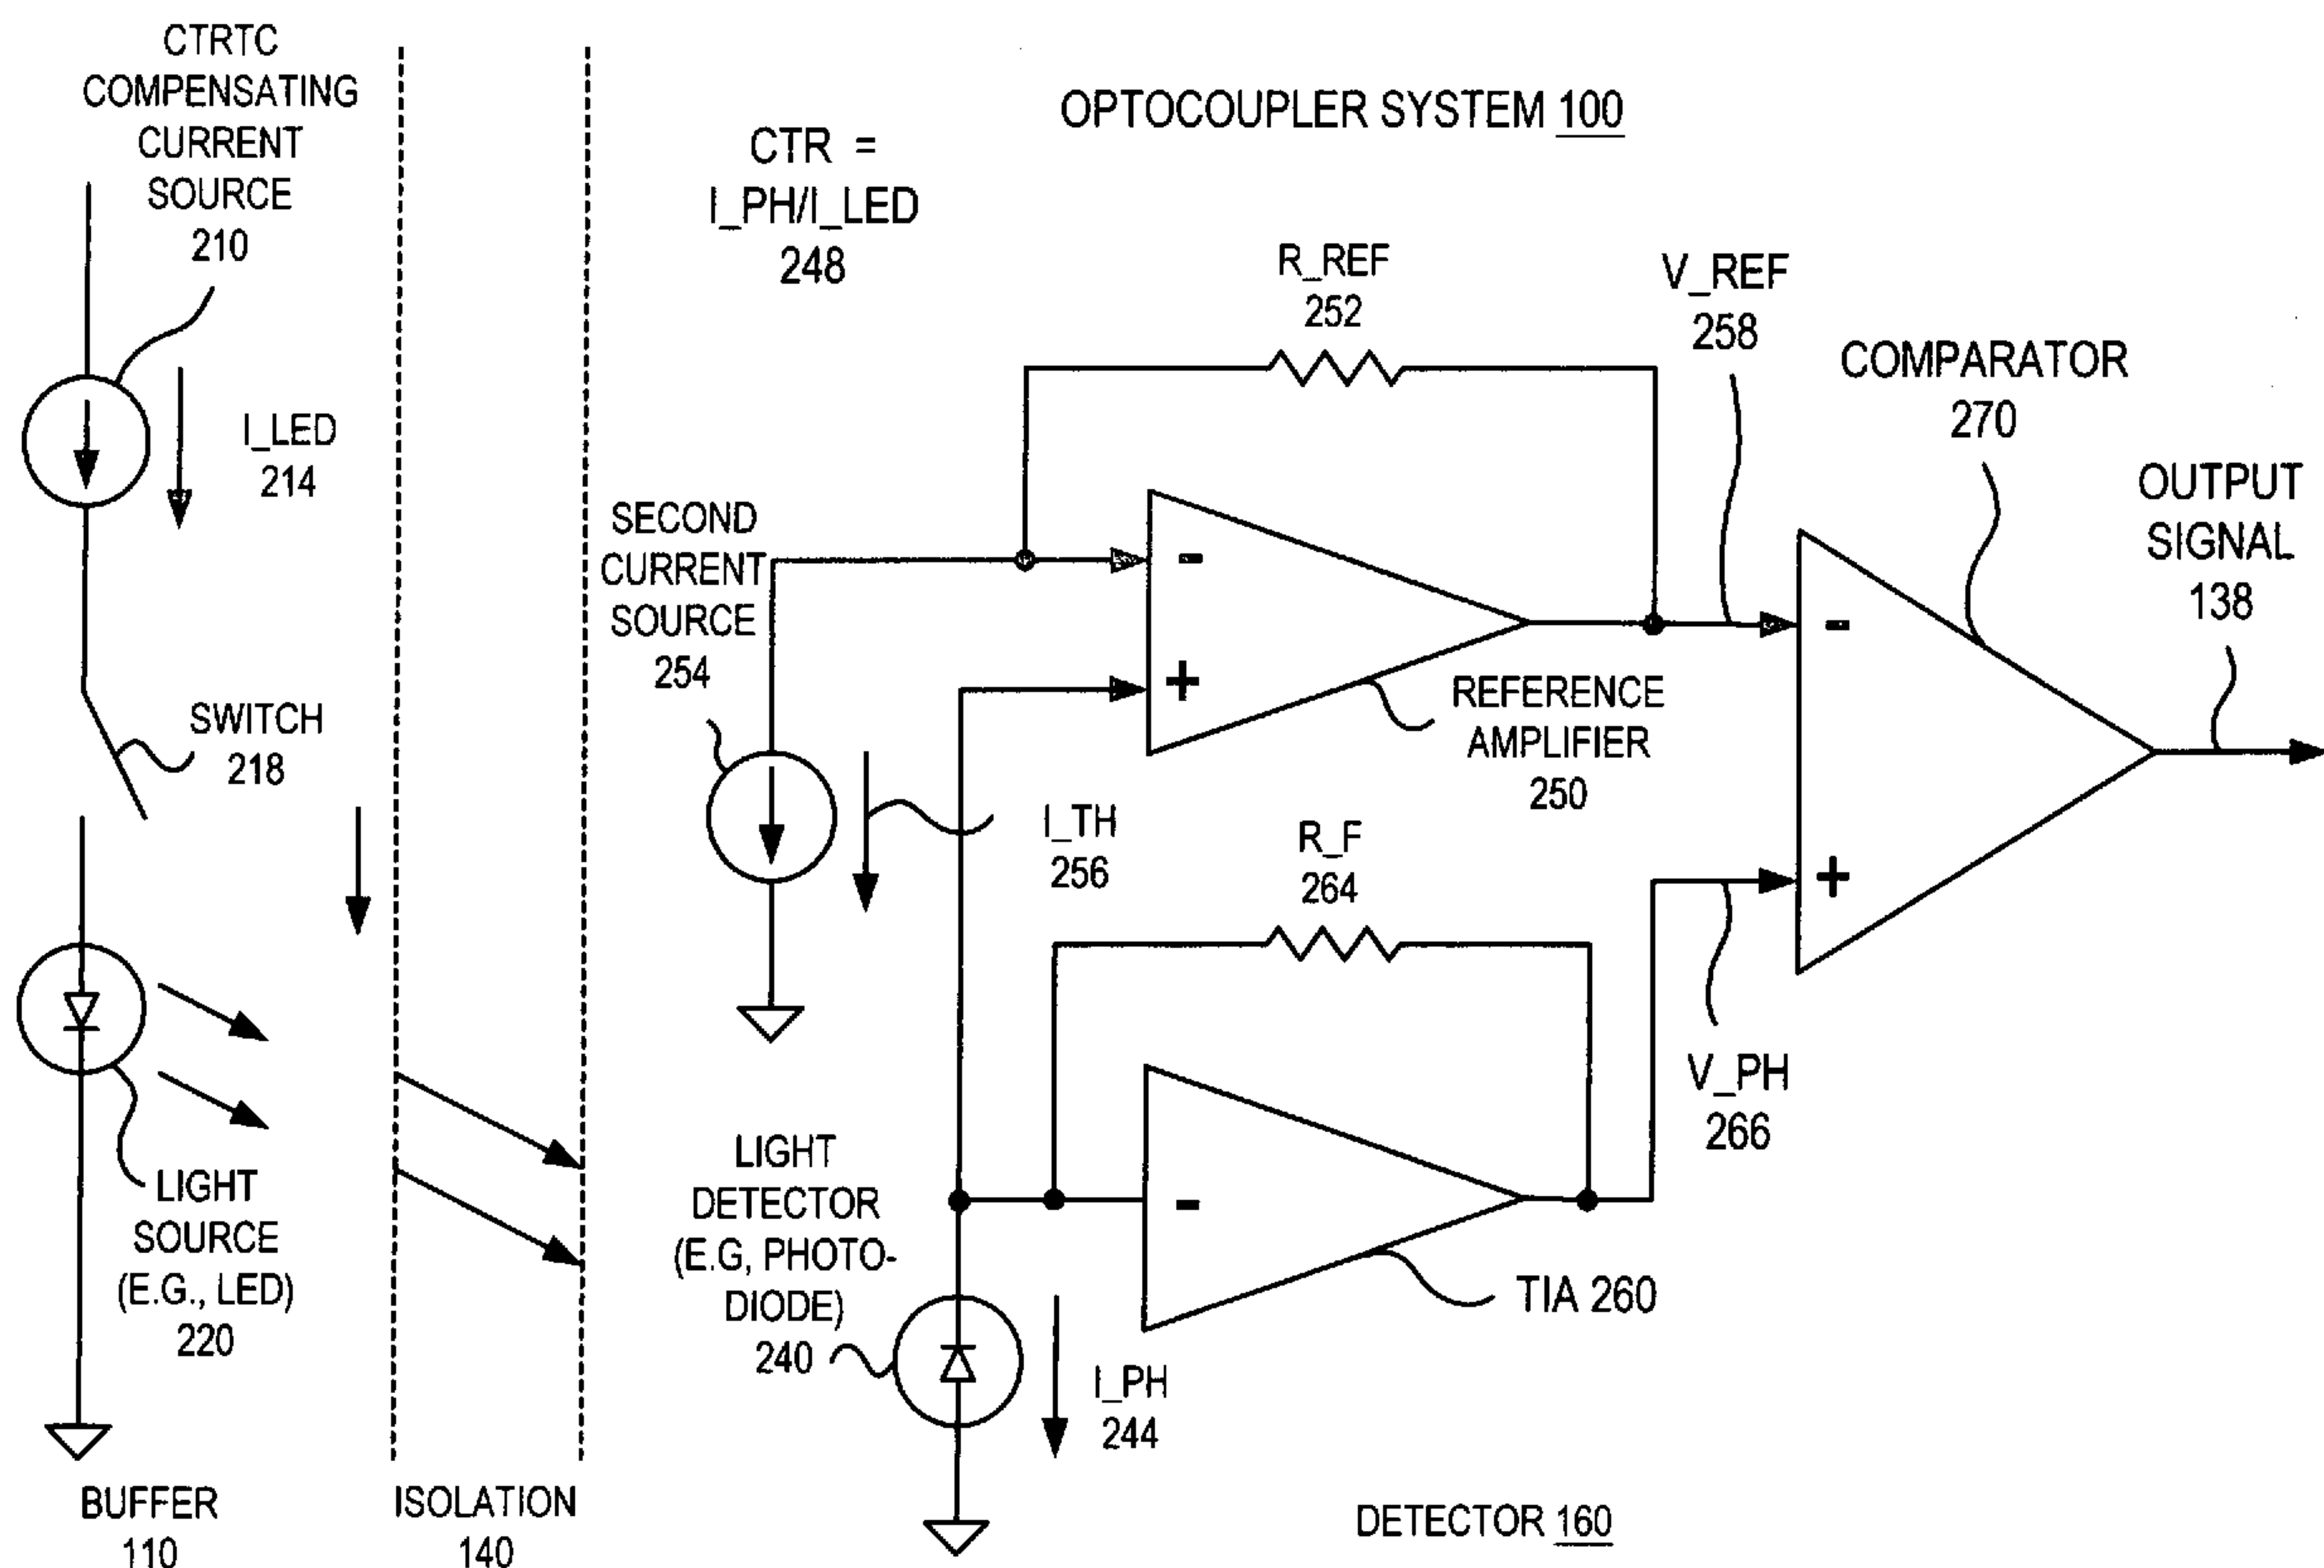 CTRTC
COMPENSATING
CURRENT
SOURCE
210
I_LED
214
SWITCH
218
LIGHT
SOURCE
(E.G., LED)
220
BUFFER
110
ISOLATION
140
OPTOCOUPLER SYSTEM 100
CTR =
I_PH/I_LED
248
SECOND
CURRENT
SOURCE
254
I_TH
256
R_REF
252
-
+
REFERENCE
AMPLIFIER
250
V_REF
258
COMPARATOR
270
-
+
OUTPUT
SIGNAL
138
R_F
264
V_PH
266
LIGHT
DETECTOR
(E.G, PHOTO-
DIODE)
240
I_PH
244
-
TIA 260
DETECTOR 160